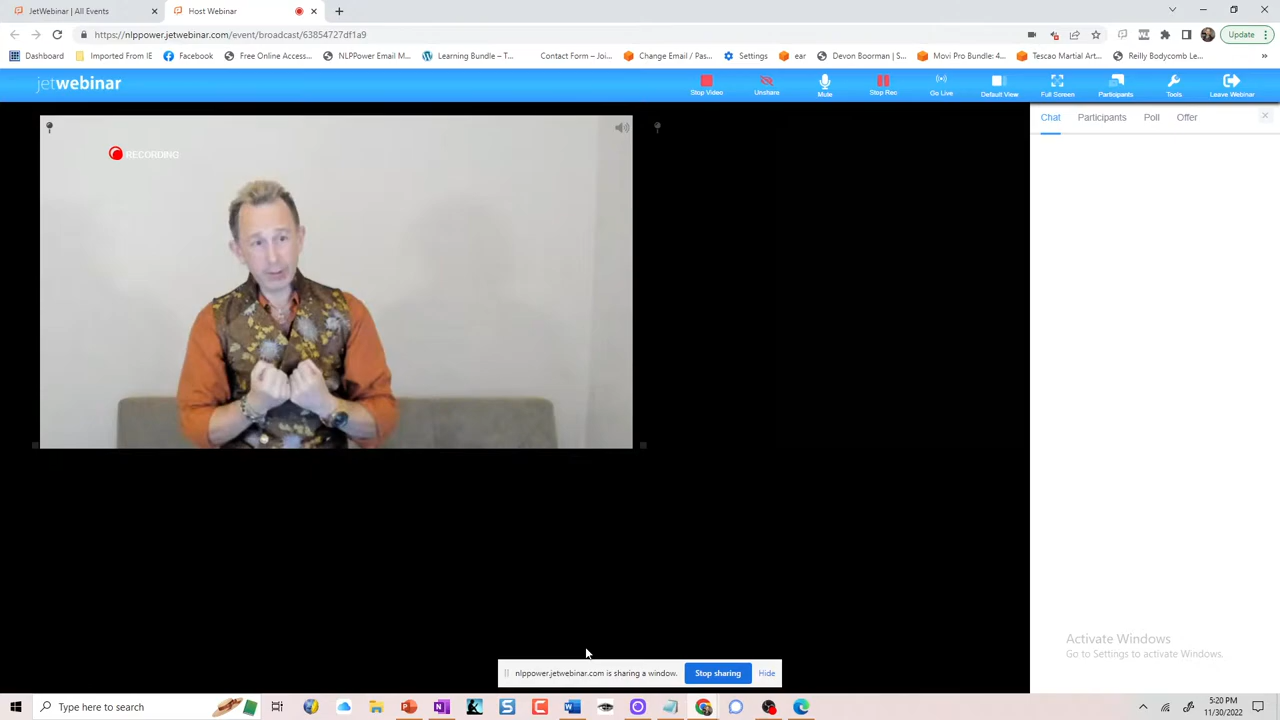 JetWebinar | All Events
Host Webinar
https://nlppower.jetwebinar.com/event/broadcast/63854727df1a9
Update
Dashboard
Imported From IE
Facebook
Free Online Access...
NLPPower Email M...
Learning Bundle – T...
Contact Form – Joi...
Change Email / Pas...
Settings
ear
Devon Boorman | S...
Movi Pro Bundle: 4...
Tescao Martial Art...
Reilly Bodycomb Le...
jetwebinar
Stop Video
Unshare
Mute
Stop Rec
Go Live
Default View
Full Screen
Participants
Tools
Leave Webinar
Chat
Participants
Poll
Offer
RECORDING
Activate Windows
Go to Settings to activate Windows.
nlppower.jetwebinar.com is sharing a window.
Stop sharing
Hide
Type here to search
5:20 PM
11/30/2022